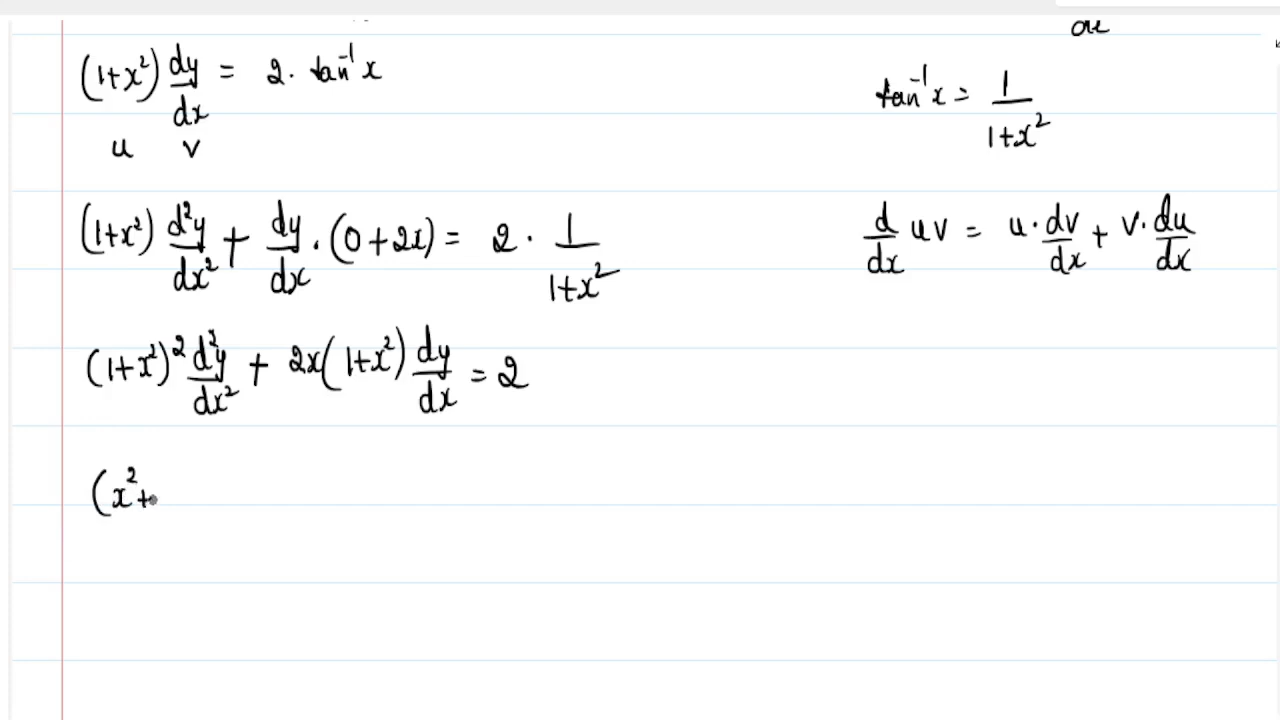 (1+x²) dy/dx = 2 · tan⁻¹ x
u v
tan⁻¹ x = 1/(1+x²)
(1+x²) d²y/dx² + dy/dx · (0+2x) = 2 · 1/(1+x²)
d/dx uv = u · dv/dx + v · du/dx
(1+x²)² d²y/dx² + 2x(1+x²) dy/dx = 2
(x²+